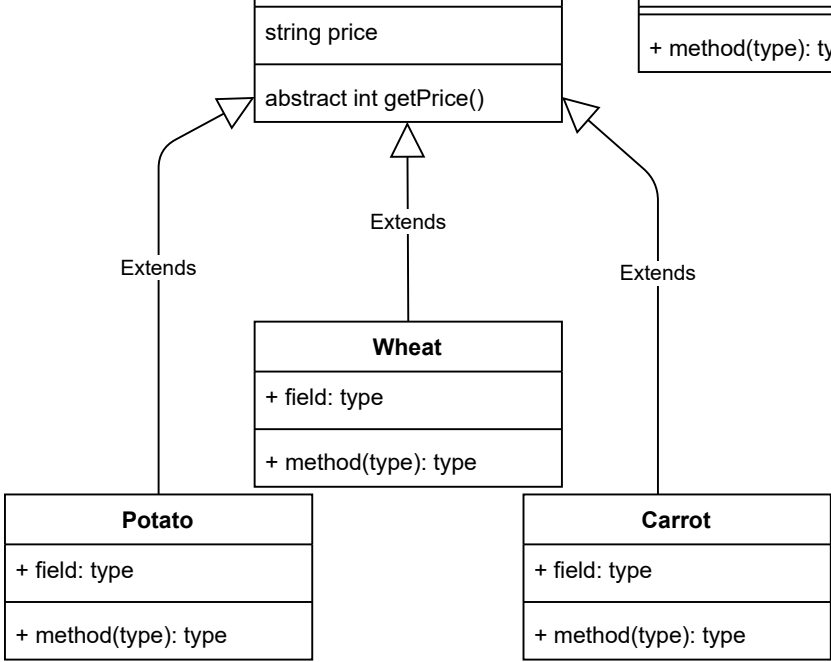 string price
+ method(type): ty
abstract int getPrice()
Extends
Extends
Extends
Wheat
+ field: type
+ method(type): type
Potato
+ field: type
+ method(type): type
Carrot
+ field: type
+ method(type): type